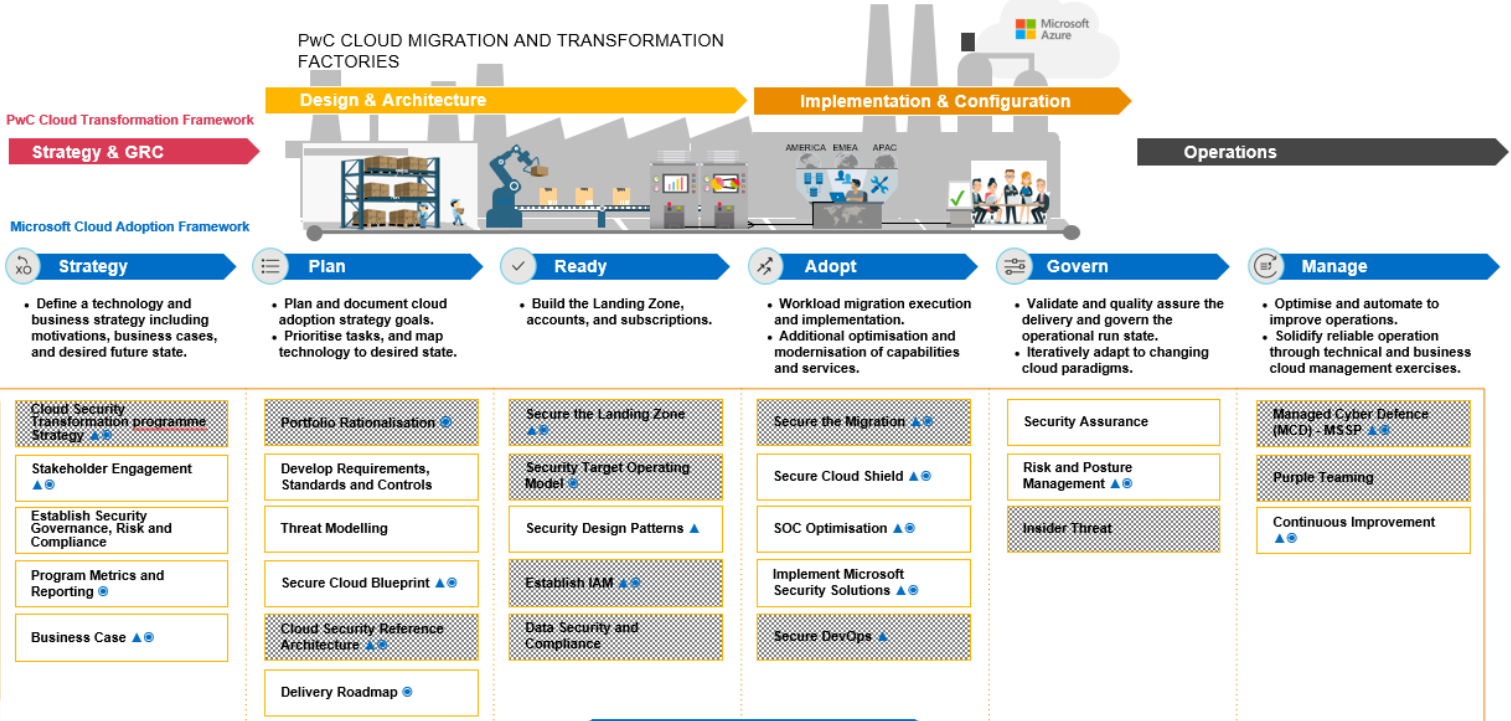 Microsoft
Azure
PwC CLOUD MIGRATION AND TRANSFORMATION
FACTORIES
Design & Architecture
Implementation & Configuration
PwC Cloud Transformation Framework
Strategy & GRC
AMERICA EMEA APAC
Operations
Microsoft Cloud Adoption Framework
XO
Strategy
Plan
Ready
Adopt
Govern
Manage
• Define a technology and
business strategy including
motivations, business cases,
and desired future state.
• Plan and document cloud
adoption strategy goals.
• Prioritise tasks, and map
technology to desired state.
• Build the Landing Zone,
accounts, and subscriptions.
• Workload migration execution
and implementation.
• Additional optimisation and
modernisation of capabilities
and services.
• Validate and quality assure the
delivery and govern the
operational run state.
• Iteratively adapt to changing
cloud paradigms.
• Optimise and automate to
improve operations.
• Solidify reliable operation
through technical and business
cloud management exercises.
Cloud Security
Transformation programme
Strategy
Stakeholder Engagement
Establish Security
Governance, Risk and
Compliance
Program Metrics and
Reporting
Business Case
Portfolio Rationalisation
Develop Requirements,
Standards and Controls
Threat Modelling
Secure Cloud Blueprint
Cloud Security Reference
Architecture
Delivery Roadmap
Secure the Landing Zone
Security Target Operating
Model
Security Design Patterns
Establish IAM
Data Security and
Compliance
Secure the Migration
Secure Cloud Shield
SOC Optimisation
Implement Microsoft
Security Solutions
Secure DevOps
Security Assurance
Risk and Posture
Management
Insider Threat
Managed Cyber Defence
(MCD) - MSSP
Purple Teaming
Continuous Improvement